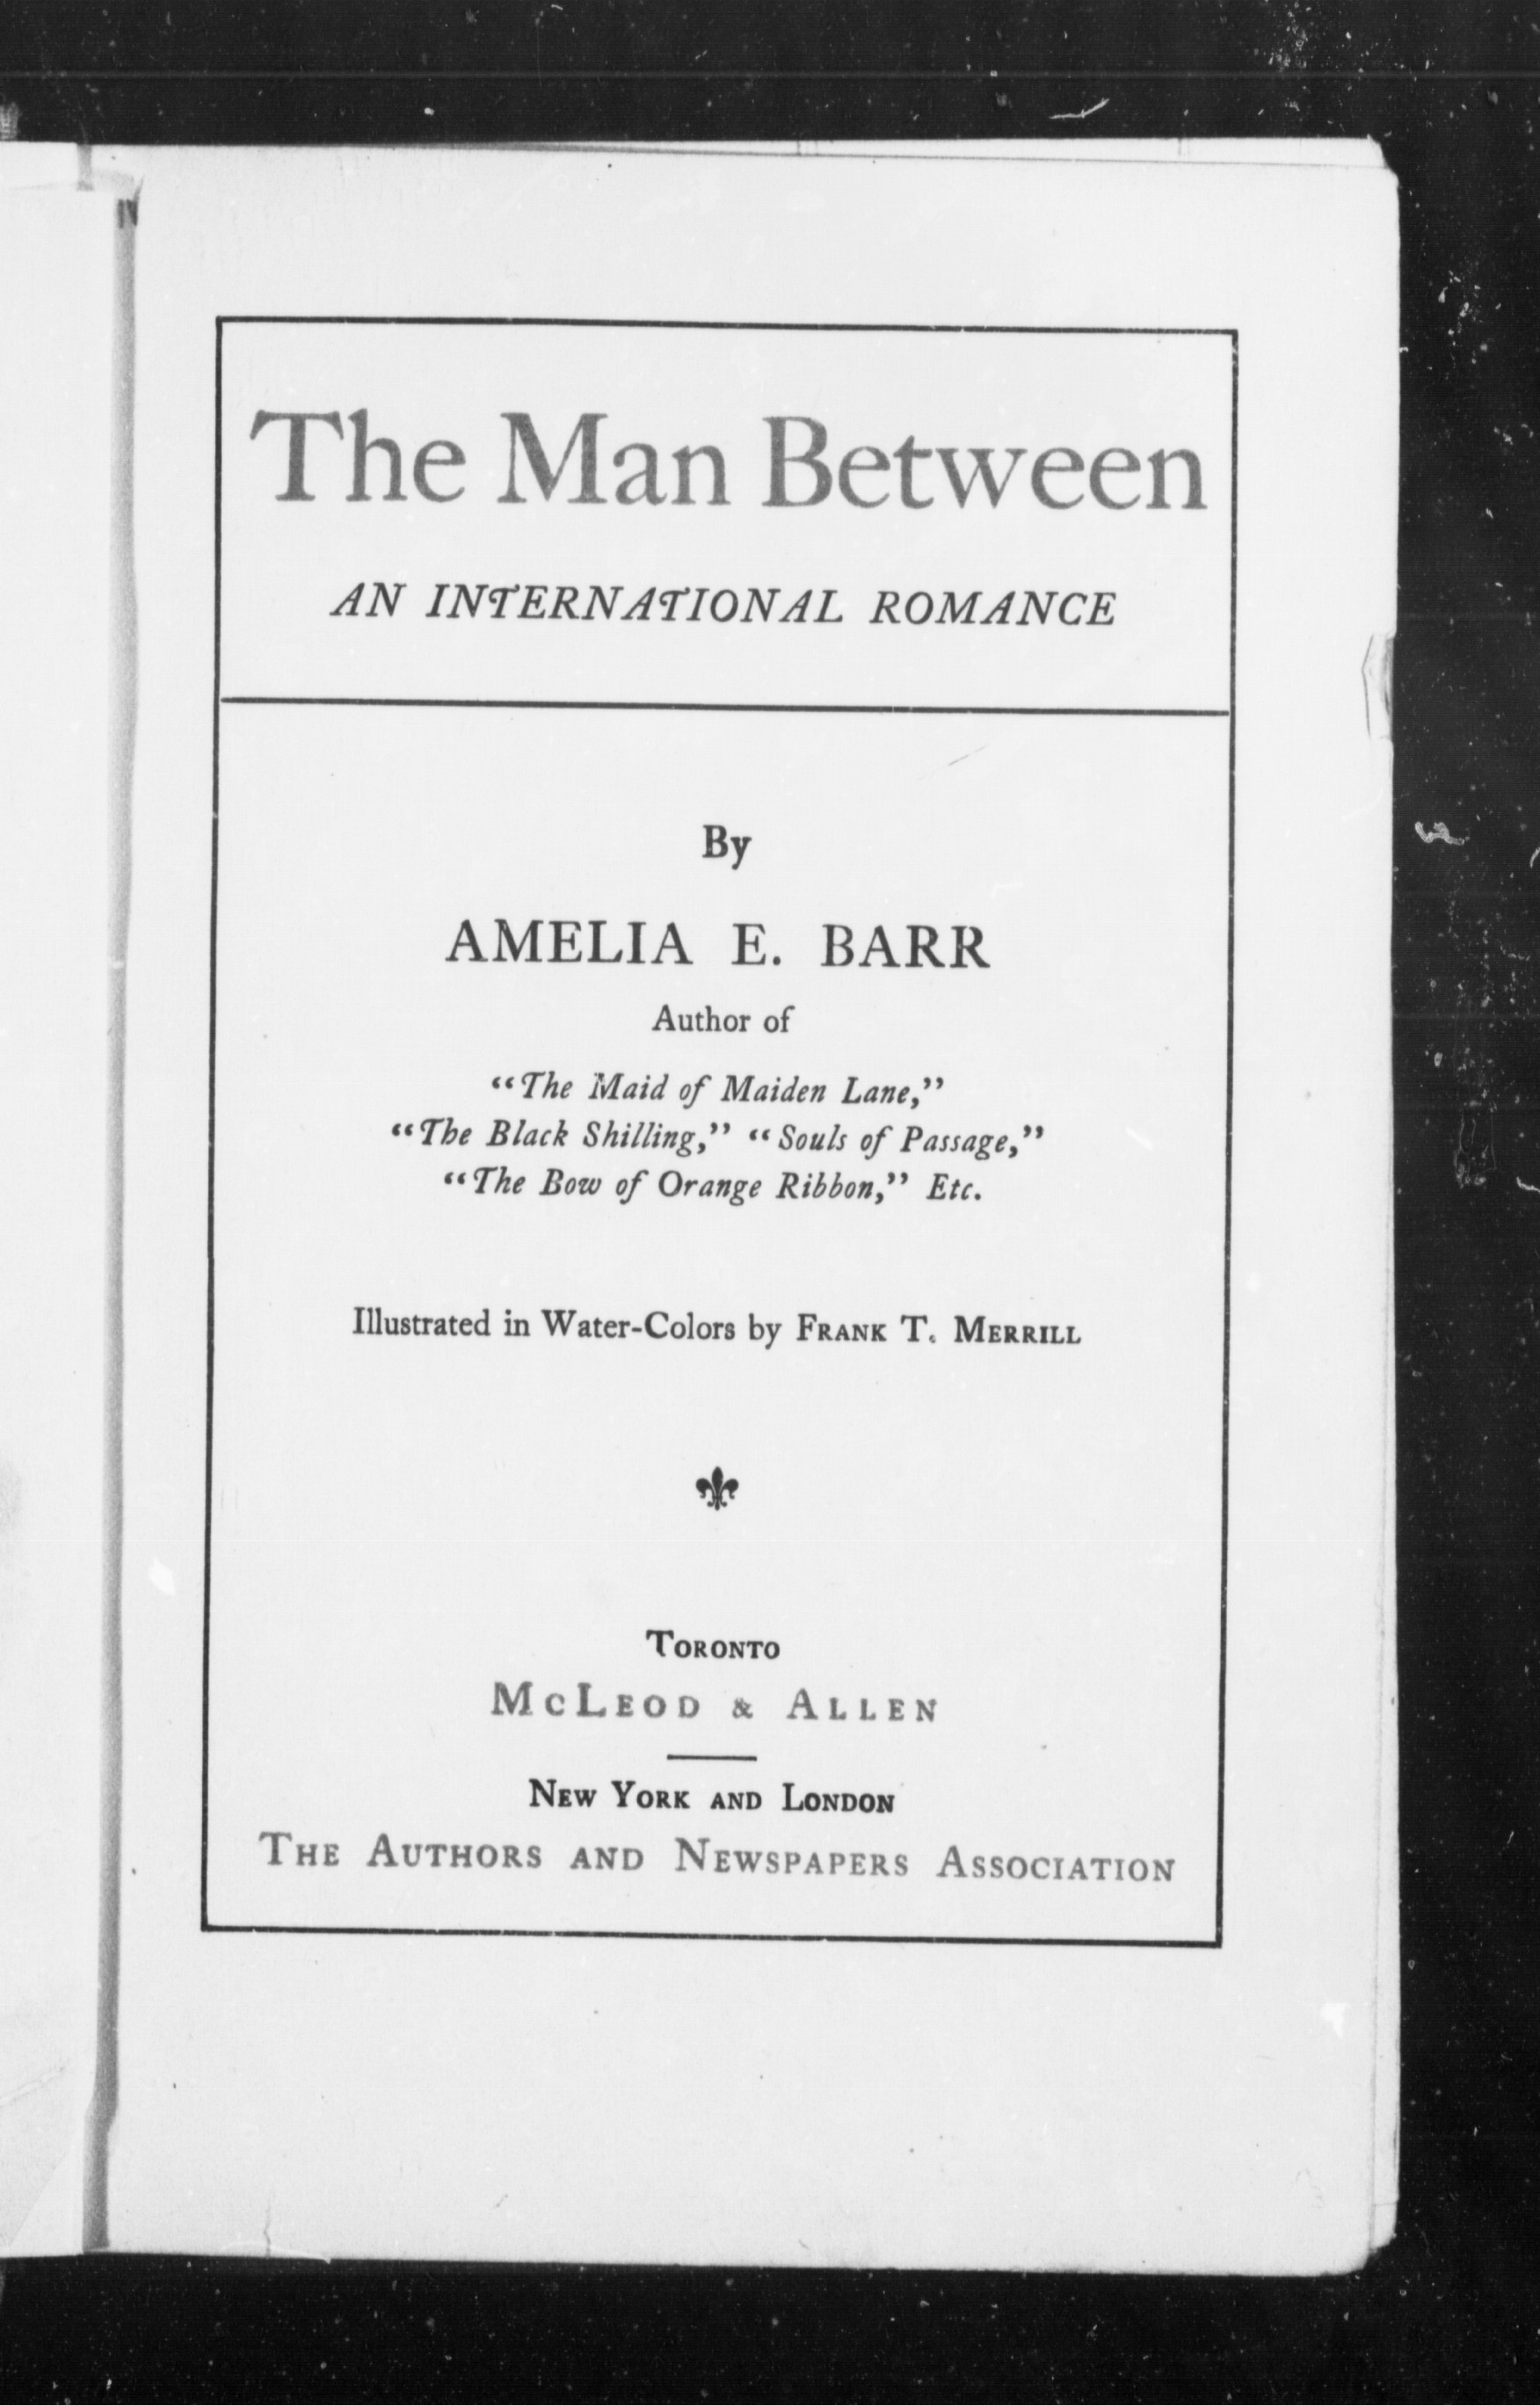 The Man Between
AN INTERNATIONAL ROMANCE
By
AMELIA E. BARR
Author of
“The Maid of Maiden Lane,”
“The Black Shilling,” “Souls of Passage,”
“The Bow of Orange Ribbon,” Etc.
Illustrated in Water-Colors by FRANK T. MERRILL
TORONTO
MCLEOD & ALLEN
NEW YORK AND LONDON
THE AUTHORS AND NEWSPAPERS ASSOCIATION